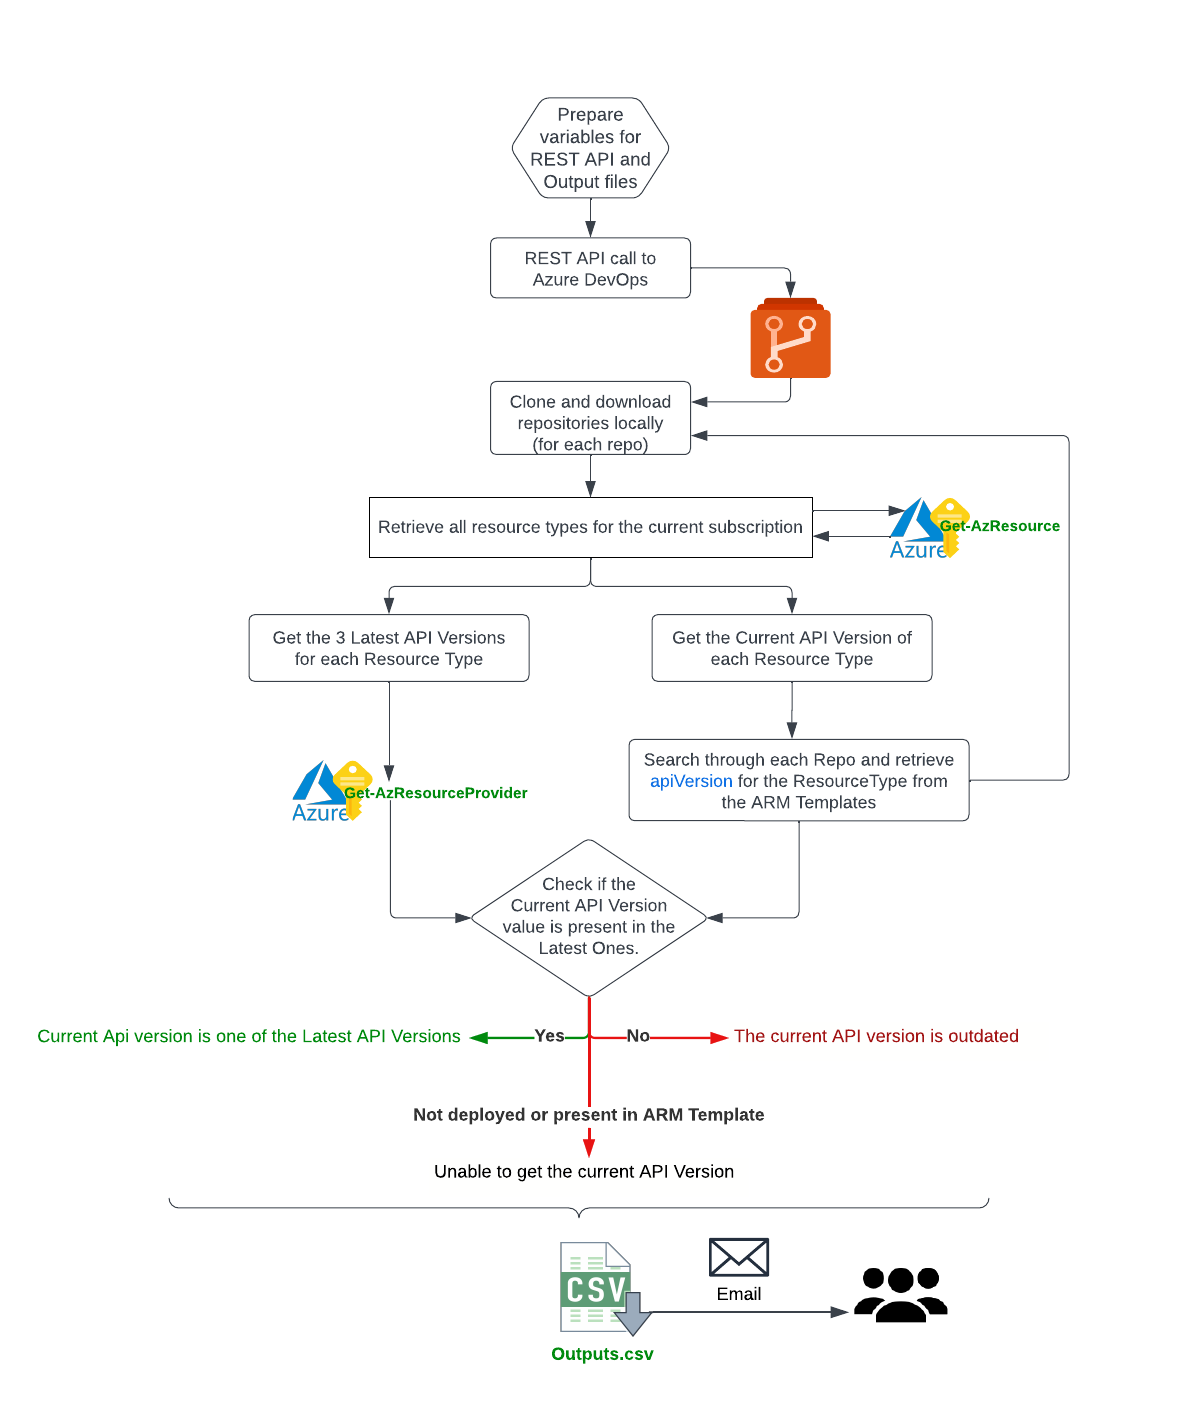 Prepare
variables for
REST API and
Output files
REST API call to
Azure DevOps
Clone and download
repositories locally
(for each repo)
Retrieve all resource types for the current subscription
Azure
Get-AzResource
Get the 3 Latest API Versions
for each Resource Type
Get the Current API Version of
each Resource Type
Search through each Repo and retrieve
apiVersion for the ResourceType from
the ARM Templates
Azure
Get-AzResourceProvider
Check if the
Current API Version
value is present in the
Latest Ones.
Current Api version is one of the Latest API Versions
Yes
No
The current API version is outdated
Not deployed or present in ARM Template
Unable to get the current API Version
CSV
Email
Outputs.csv